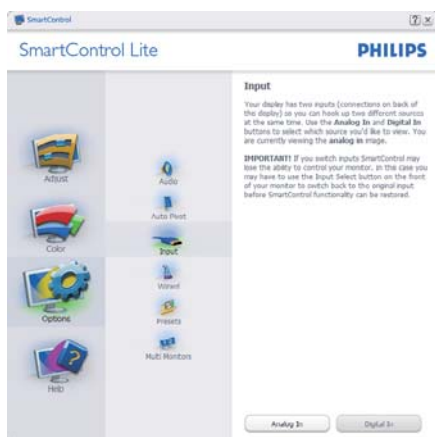 SmartControl
SmartControl Lite
PHILIPS
Adjust
Color
Options
Help
Audio
Auto Pivot
Input
Wizard
Presets
Multi Monitors
Input
Your display has two inputs (connections on back of
the display) so you can hook up two different sources
at the same time. Use the Analog In and Digital In
buttons to select which source you'd like to view. You
are currently viewing the analog in image.
IMPORTANT! If you switch inputs SmartControl may
lose the ability to control your monitor. In this case you
may have to use the Input Select button on the front
of your monitor to switch back to the original input
before SmartControl functionality can be restored.
Analog In
Digital In